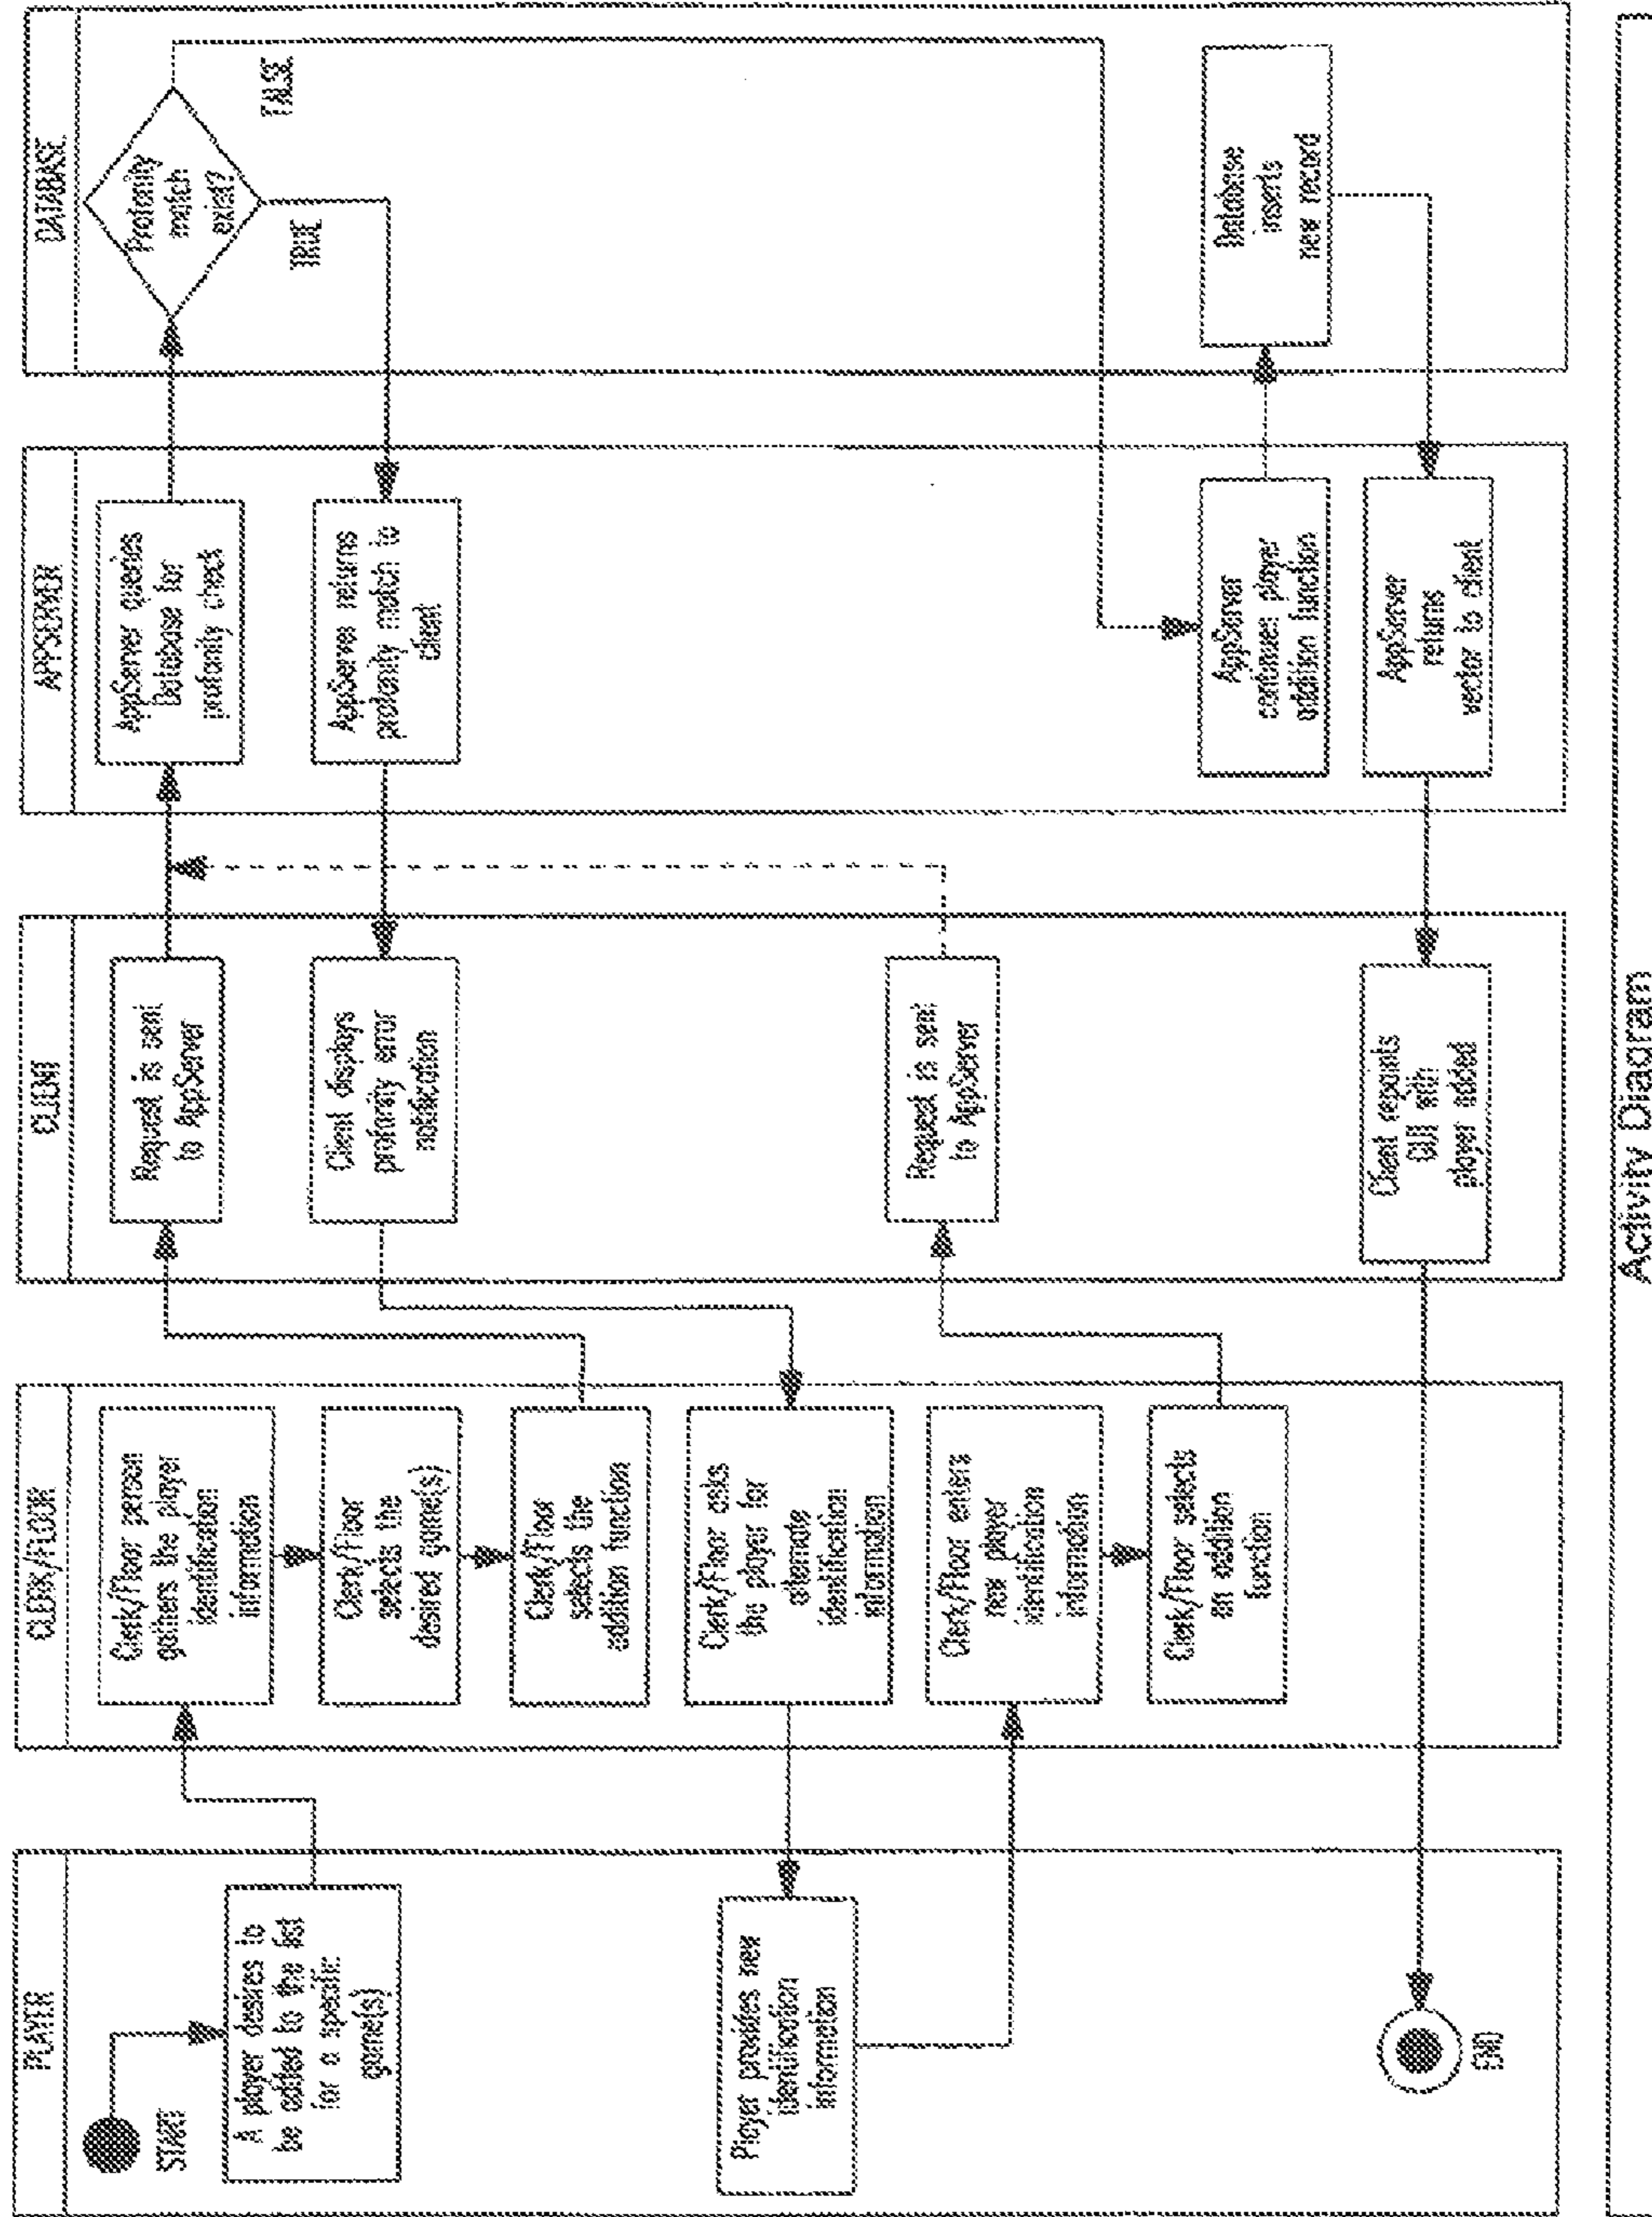 PLAYER
START
A player desires to
be added to the list
for a specific
game(s)
Player provides new
identification
information
END
CLERK/FLOOR
Clerk/Floor person
gathers the player
identification
information
Clerk/Floor
selects the
desired game(s)
Clerk/Floor
selects the
addition function
Clerk/Floor asks
the player for
alternate
identification
information
Clerk/Floor enters
new player
identification
information
Clerk/Floor selects
an addition
function
CLIENT
Request is sent
to AppServer
Client displays
profanity error
notification
Request is sent
to AppServer
Client repaints
GUI with
player added
APPSERVER
AppServer queries
Database for
profanity check
AppServer returns
profanity match to
client
AppServer
continues player
addition function
AppServer
returns
vector to client
DATABASE
Profanity
match
exist?
TRUE
FALSE
Database
inserts
new record
Activity Diagram